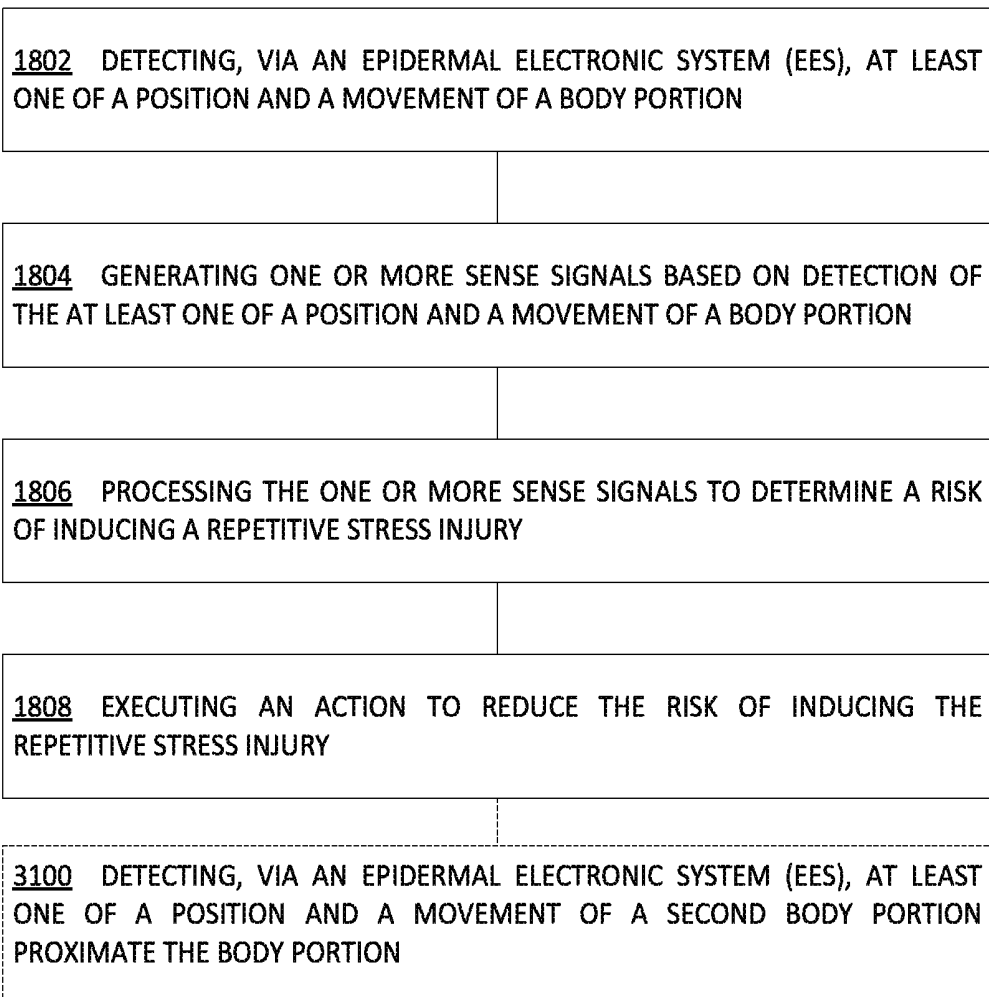 1802 DETECTING, VIA AN EPIDERMAL ELECTRONIC SYSTEM (EES), AT LEAST
ONE OF A POSITION AND A MOVEMENT OF A BODY PORTION
1804 GENERATING ONE OR MORE SENSE SIGNALS BASED ON DETECTION OF
THE AT LEAST ONE OF A POSITION AND A MOVEMENT OF A BODY PORTION
1806 PROCESSING THE ONE OR MORE SENSE SIGNALS TO DETERMINE A RISK
OF INDUCING A REPETITIVE STRESS INJURY
1808 EXECUTING AN ACTION TO REDUCE THE RISK OF INDUCING THE
REPETITIVE STRESS INJURY
3100 DETECTING, VIA AN EPIDERMAL ELECTRONIC SYSTEM (EES), AT LEAST
ONE OF A POSITION AND A MOVEMENT OF A SECOND BODY PORTION
PROXIMATE THE BODY PORTION